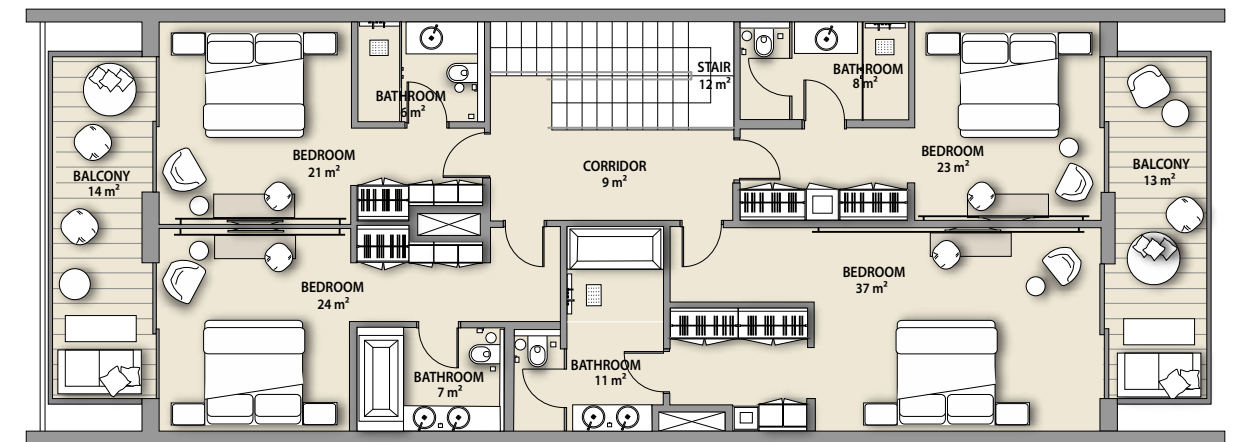 STAIR
12 m²
BATHROOM
6 m²
BATHROOM
8 m²
BEDROOM
21 m²
CORRIDOR
9 m²
BEDROOM
23 m²
BALCONY
14 m²
BALCONY
13 m²
BEDROOM
24 m²
BEDROOM
37 m²
BATHROOM
7 m²
BATHROOM
11 m²